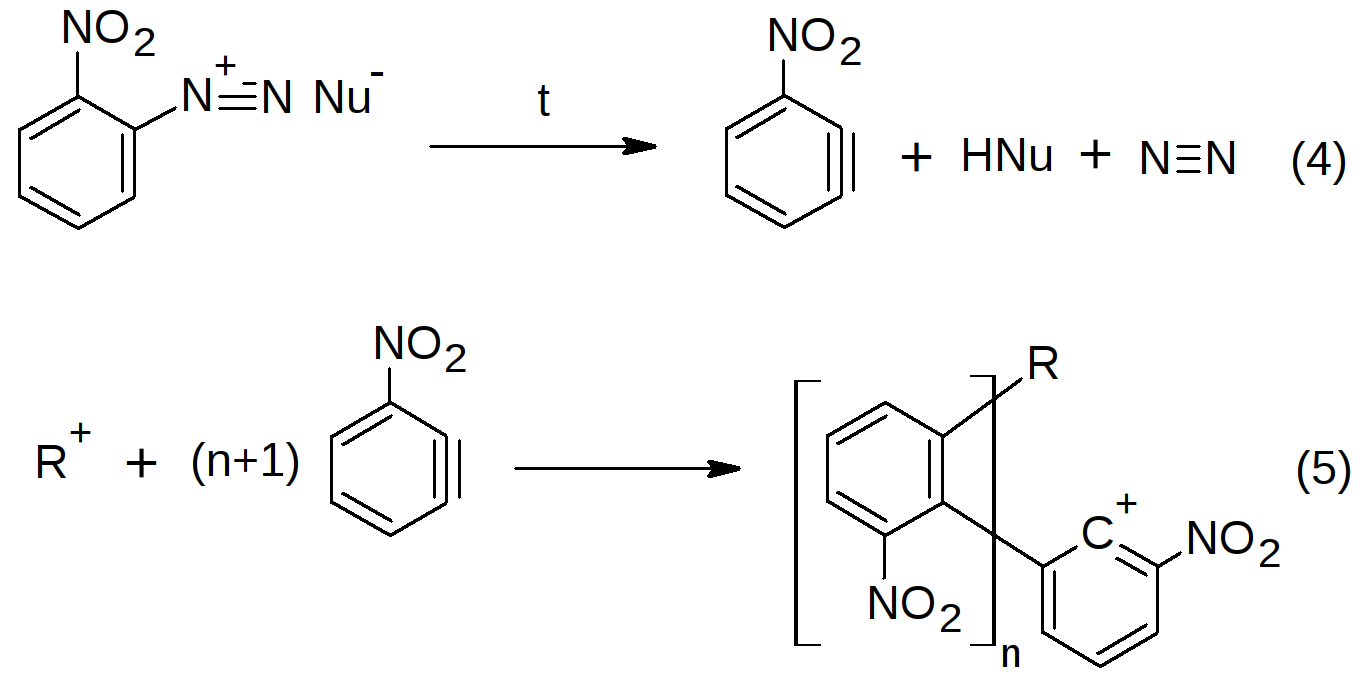 NO2
N+≡N Nu-
t
NO2
+ HNu + N≡N (4)
R+ + (n+1)
NO2
R
NO2
n
C+
NO2
(5)